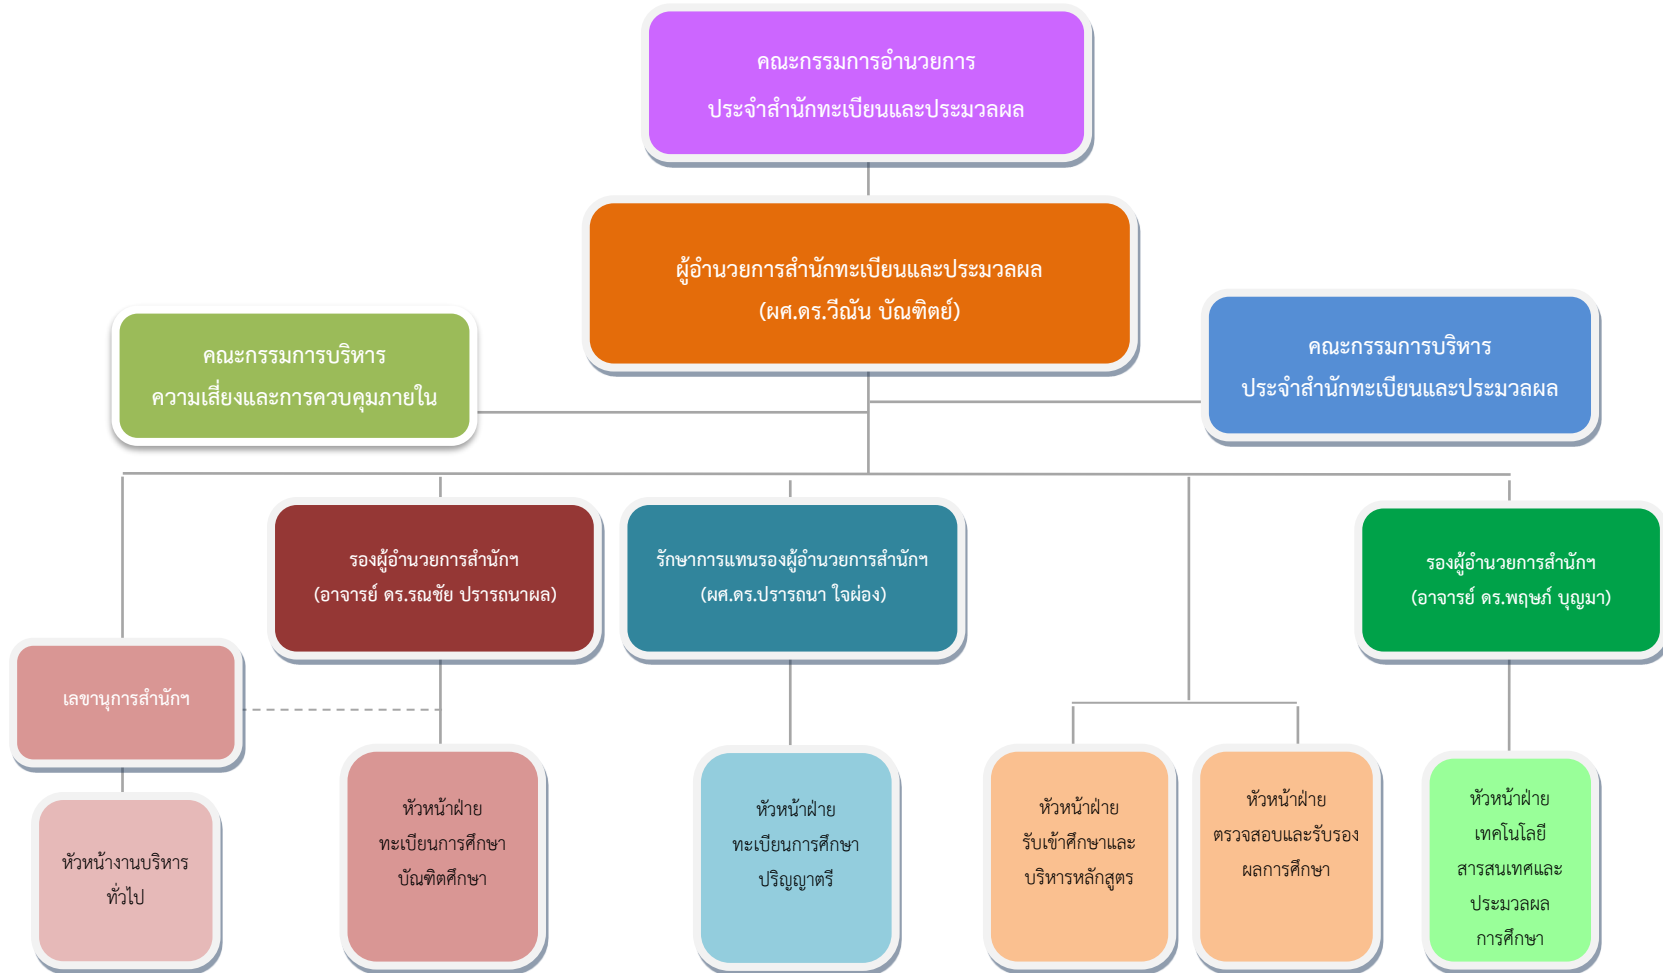 คณะกรรมการอำนวยการ
ประจำสำนักทะเบียนและประมวลผล
ผู้อำนวยการสำนักทะเบียนและประมวลผล
(ผศ.ดร.วีณัน บัณฑิตย์)
คณะกรรมการบริหาร
ความเสี่ยงและการควบคุมภายใน
คณะกรรมการบริหาร
ประจำสำนักทะเบียนและประมวลผล
รองผู้อำนวยการสำนักฯ
(อาจารย์ ดร.รณชัย ปรารถนาผล)
รักษาการแทนรองผู้อำนวยการสำนักฯ
(ผศ.ดร.ปรารถนา ใจผ่อง)
รองผู้อำนวยการสำนักฯ
(อาจารย์ ดร.พฤษภ์ บุญมา)
เลขานุการสำนักฯ
หัวหน้างานบริหาร
ทั่วไป
หัวหน้าฝ่าย
ทะเบียนการศึกษา
บัณฑิตศึกษา
หัวหน้าฝ่าย
ทะเบียนการศึกษา
ปริญญาตรี
หัวหน้าฝ่าย
รับเข้าศึกษาและ
บริหารหลักสูตร
หัวหน้าฝ่าย
ตรวจสอบและรับรอง
ผลการศึกษา
หัวหน้าฝ่าย
เทคโนโลยี
สารสนเทศและ
ประมวลผล
การศึกษา